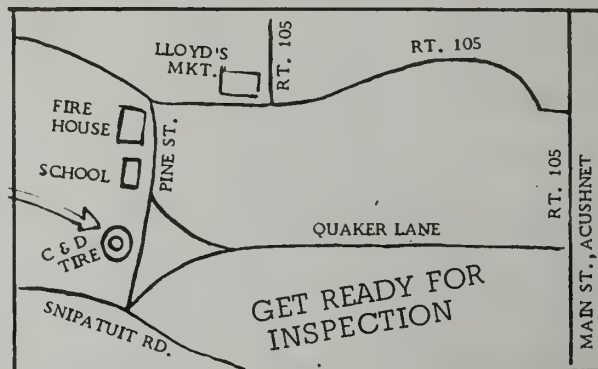 LLOYD'S
MKT.
RT. 105
RT. 105
FIRE
HOUSE
PINE ST.
SCHOOL
RT. 105
C & D
TIRE
QUAKER LANE
MAIN ST., ACUSHNET
SNIPATUIT RD.
GET READY FOR
INSPECTION